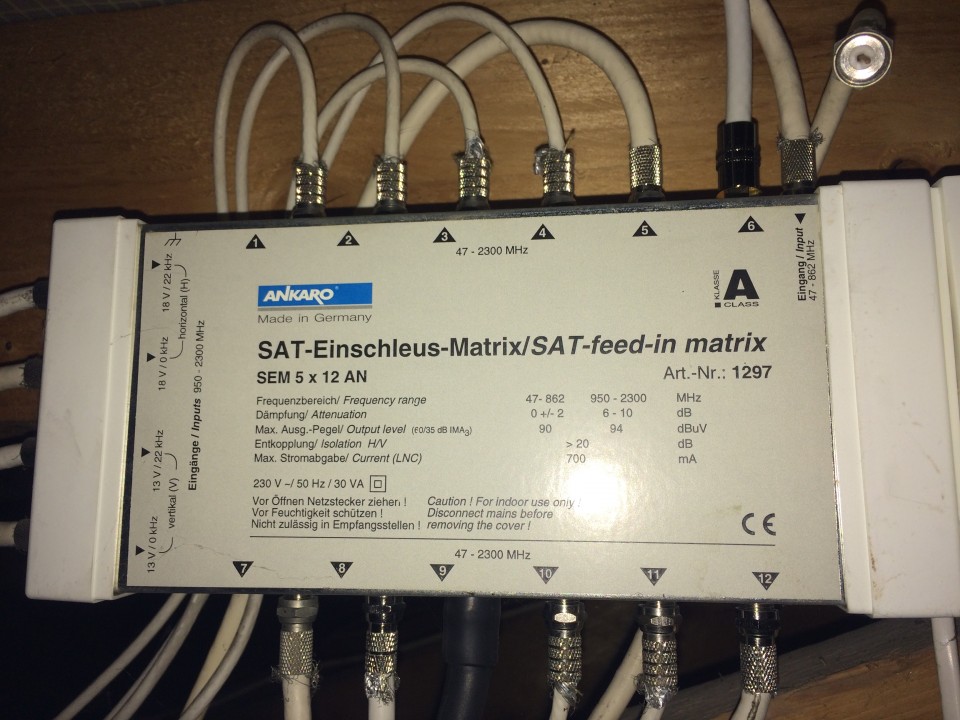 1 2 3 4 5 6
47 - 2300 MHz
Eingang / Input
47 - 862 MHz
18 V / 22 kHz
horizontal (H)
18 V / 0 kHz
Eingänge / Inputs 950 - 2300 MHz
13 V / 22 kHz
vertikal (V)
13 V / 0 kHz
ANKARO®
Made in Germany
KLASSE
A
CLASS
SAT-Einschleus-Matrix/SAT-feed-in matrix
SEM 5 x 12 AN
Art.-Nr.: 1297
Frequenzbereich/ Frequency range 47- 862 950 - 2300 MHz
Dämpfung/ Attenuation 0 +/- 2 6 - 10 dB
Max. Ausg.-Pegel/ Output level (60/35 dB IMA3) 90 94 dBuV
Entkopplung/ Isolation H/V > 20 dB
Max. Stromabgabe/ Current (LNC) 700 mA
230 V ~/ 50 Hz / 30 VA
Vor Öffnen Netzstecker ziehen ! Caution ! For indoor use only !
Vor Feuchtigkeit schützen ! Disconnect mains before
Nicht zulässig in Empfangsstellen ! removing the cover !
CE
47 - 2300 MHz
7 8 9 10 11 12